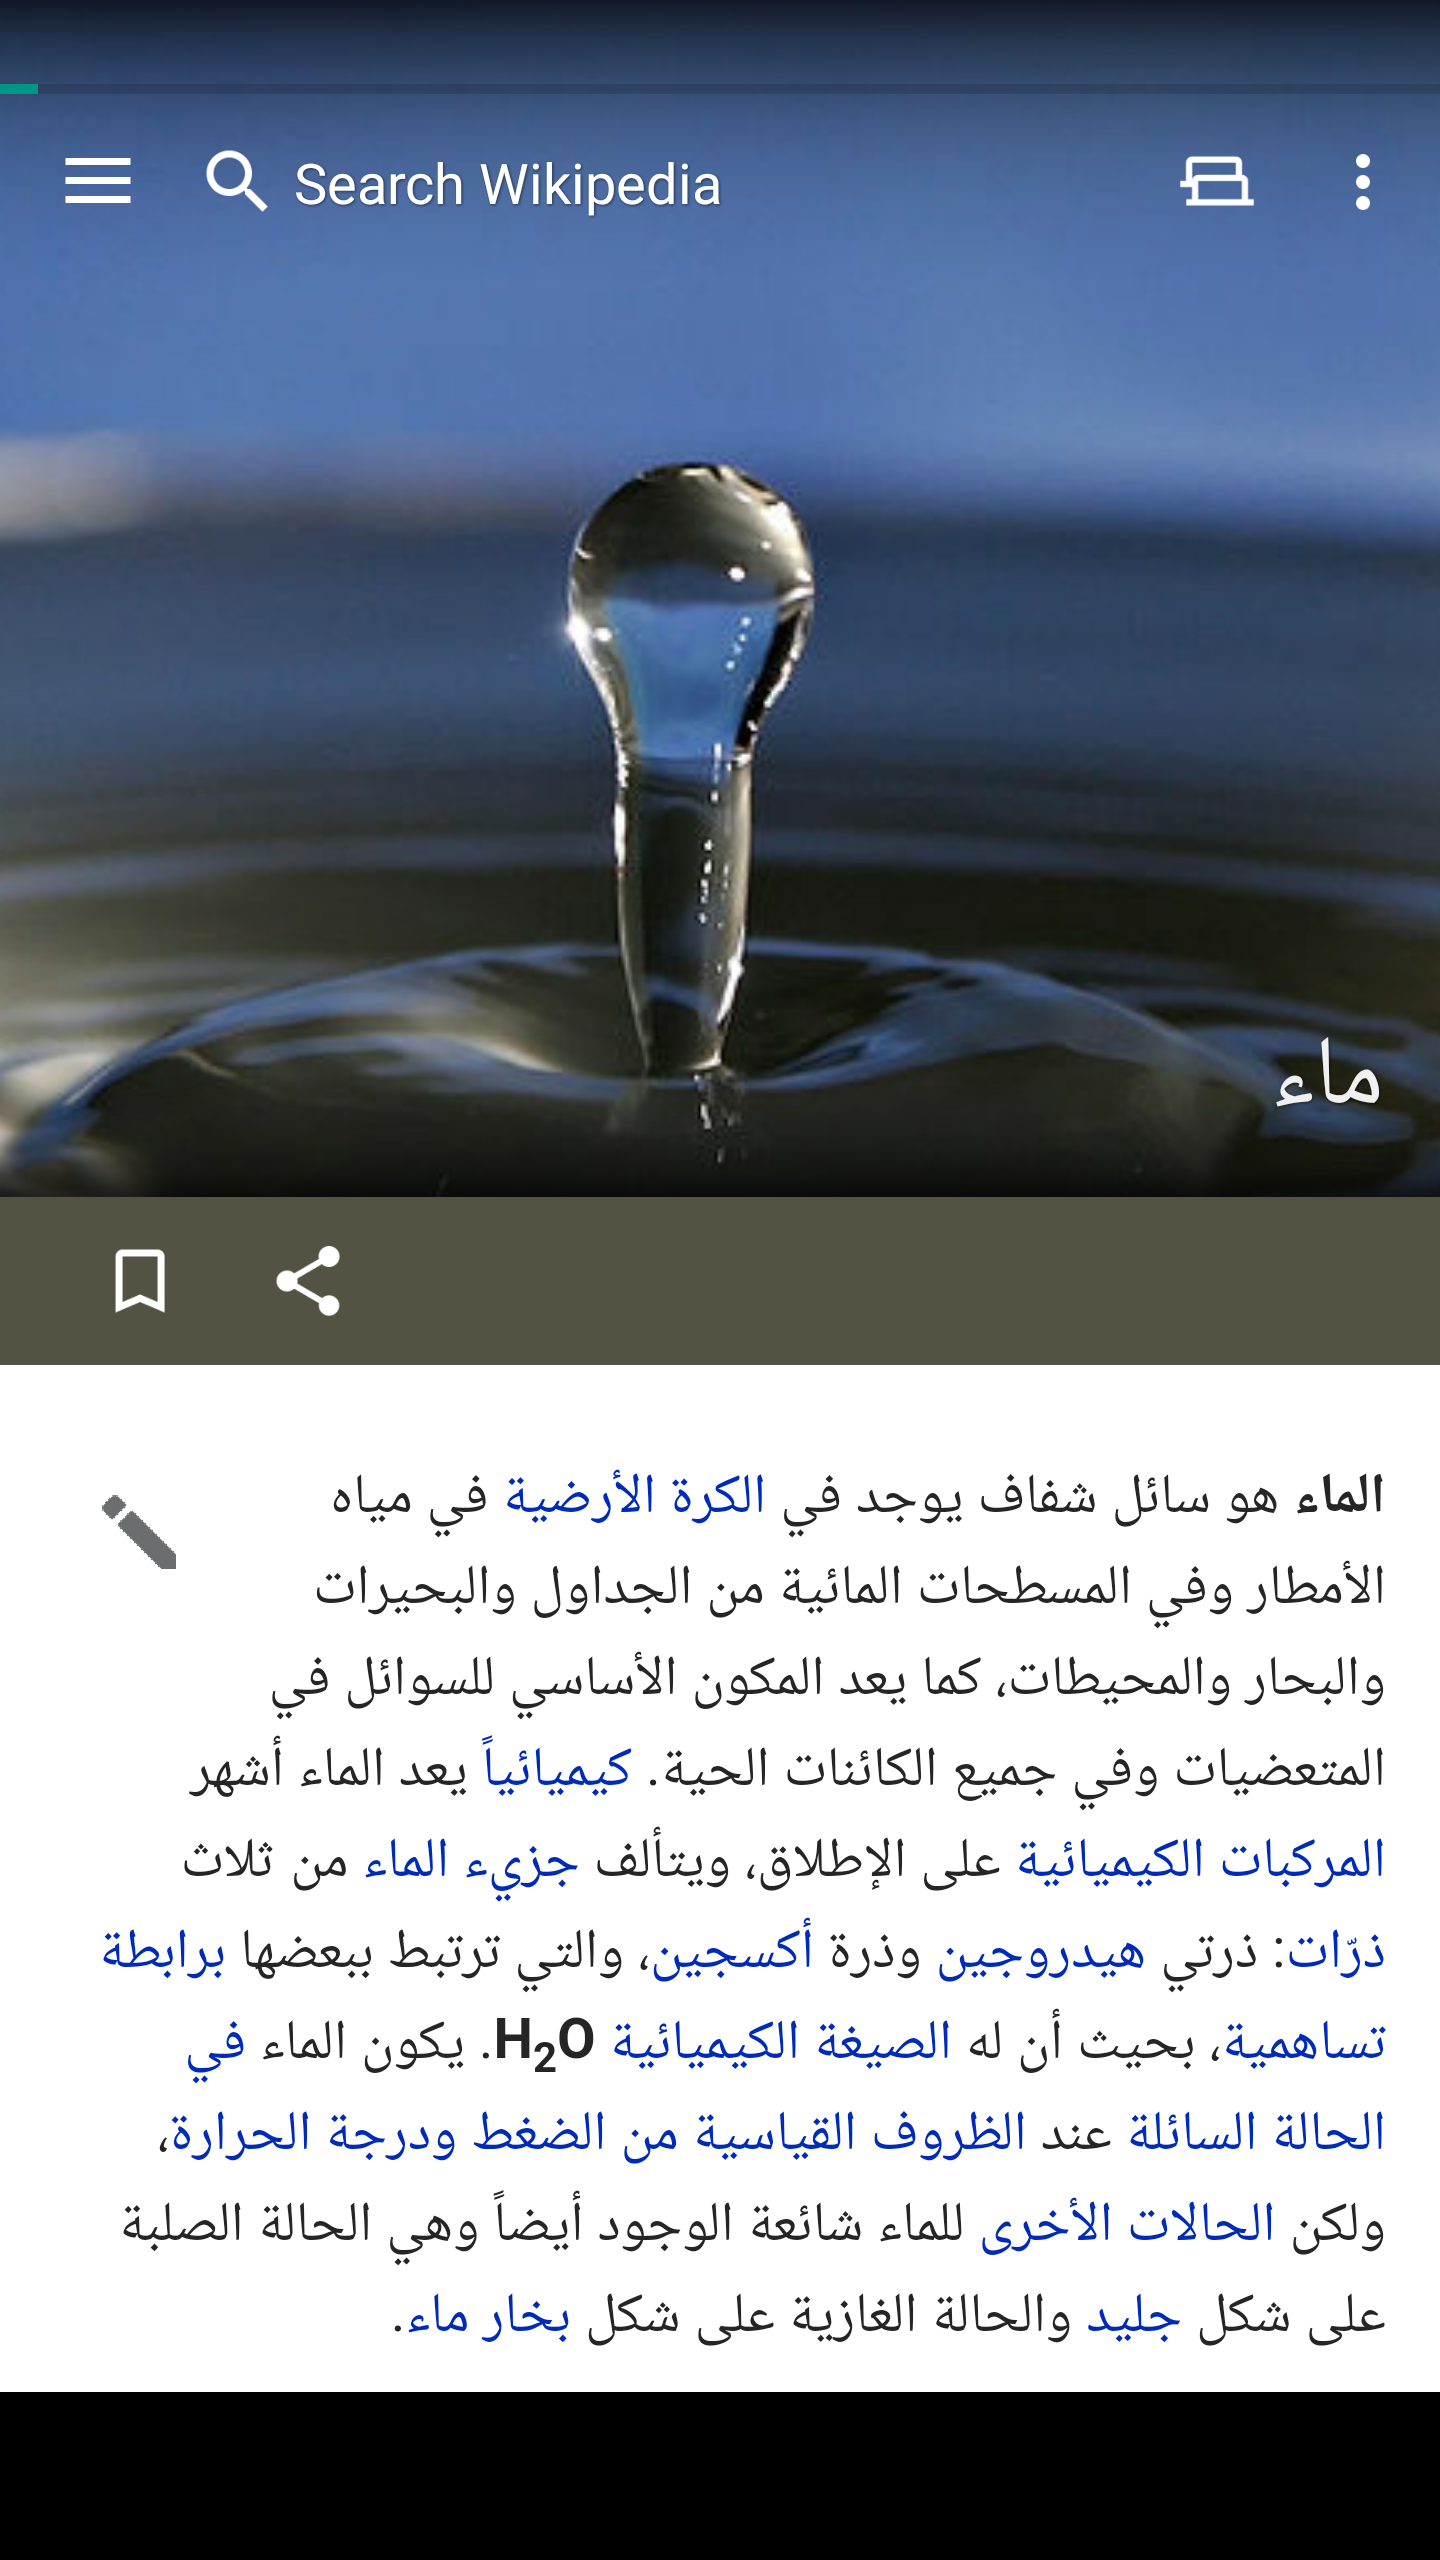 Search Wikipedia
ماء
الماء هو سائل شفاف يوجد في الكرة الأرضية في مياه
الأمطار وفي المسطحات المائية من الجداول والبحيرات
والبحار والمحيطات، كما يعد المكون الأساسي للسوائل في
المتعضيات وفي جميع الكائنات الحية. كيميائياً يعد الماء أشهر
المركبات الكيميائية على الإطلاق، ويتألف جزيء الماء من ثلاث
ذرّات: ذرتي هيدروجين وذرة أكسجين، والتي ترتبط ببعضها برابطة
تساهمية، بحيث أن له الصيغة الكيميائية H₂O. يكون الماء في
الحالة السائلة عند الظروف القياسية من الضغط ودرجة الحرارة،
ولكن الحالات الأخرى للماء شائعة الوجود أيضاً وهي الحالة الصلبة
على شكل جليد والحالة الغازية على شكل بخار ماء.